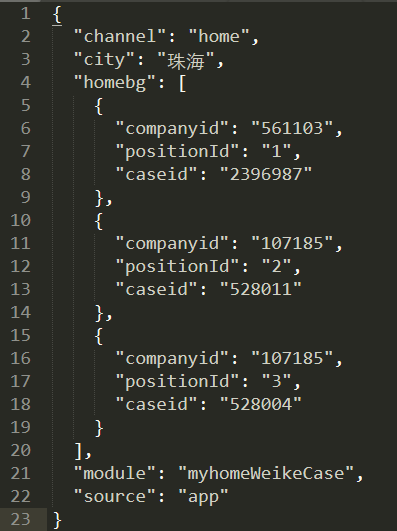 1 {
2 "channel": "home",
3 "city": "珠海",
4 "homebg": [
5 {
6 "companyid": "561103",
7 "positionId": "1",
8 "caseid": "2396987"
9 },
10 {
11 "companyid": "107185",
12 "positionId": "2",
13 "caseid": "528011"
14 },
15 {
16 "companyid": "107185",
17 "positionId": "3",
18 "caseid": "528004"
19 }
20 ],
21 "module": "myhomeWeikeCase",
22 "source": "app"
23 }